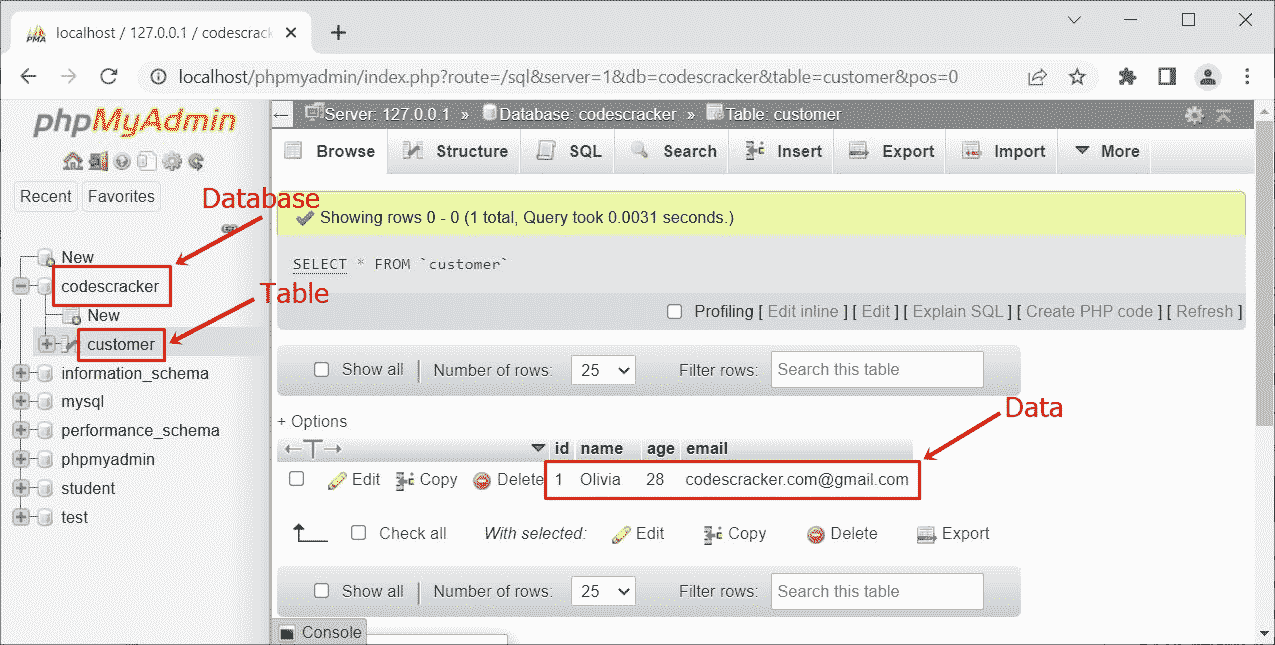 localhost / 127.0.0.1 / codescrack
localhost/phpmyadmin/index.php?route=/sql&server=1&db=codescracker&table=customer&pos=0
phpMyAdmin
Recent Favorites
Database
New
codescracker
Table
New
customer
information_schema
mysql
performance_schema
phpmyadmin
student
test
Server: 127.0.0.1 » Database: codescracker » Table: customer
Browse Structure SQL Search Insert Export Import More
Showing rows 0 - 0 (1 total, Query took 0.0031 seconds.)
SELECT * FROM `customer`
Profiling [ Edit inline ] [ Edit ] [ Explain SQL ] [ Create PHP code ] [ Refresh ]
Show all Number of rows: 25 Filter rows: Search this table
Data
+ Options
←T→ id name age email
Edit Copy Delete 1 Olivia 28 codescracker.com@gmail.com
Check all With selected: Edit Copy Delete Export
Show all Number of rows: 25 Filter rows: Search this table
Console